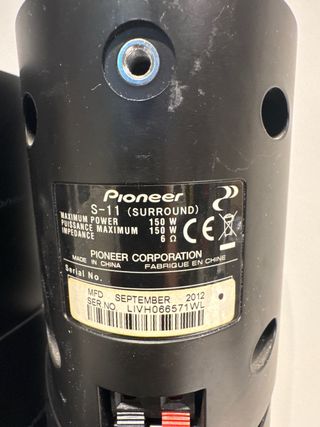 Pioneer
S-11 (SURROUND)
MAXIMUM POWER 150 W
PUISSANCE MAXIMUM 150 W
IMPEDANCE 6 Ω
CE
PIONEER CORPORATION
MADE IN CHINA FABRIQUE EN CHINE
Serial No.
MFD SEPTEMBER 2012
SER NO. LIVH066571WL